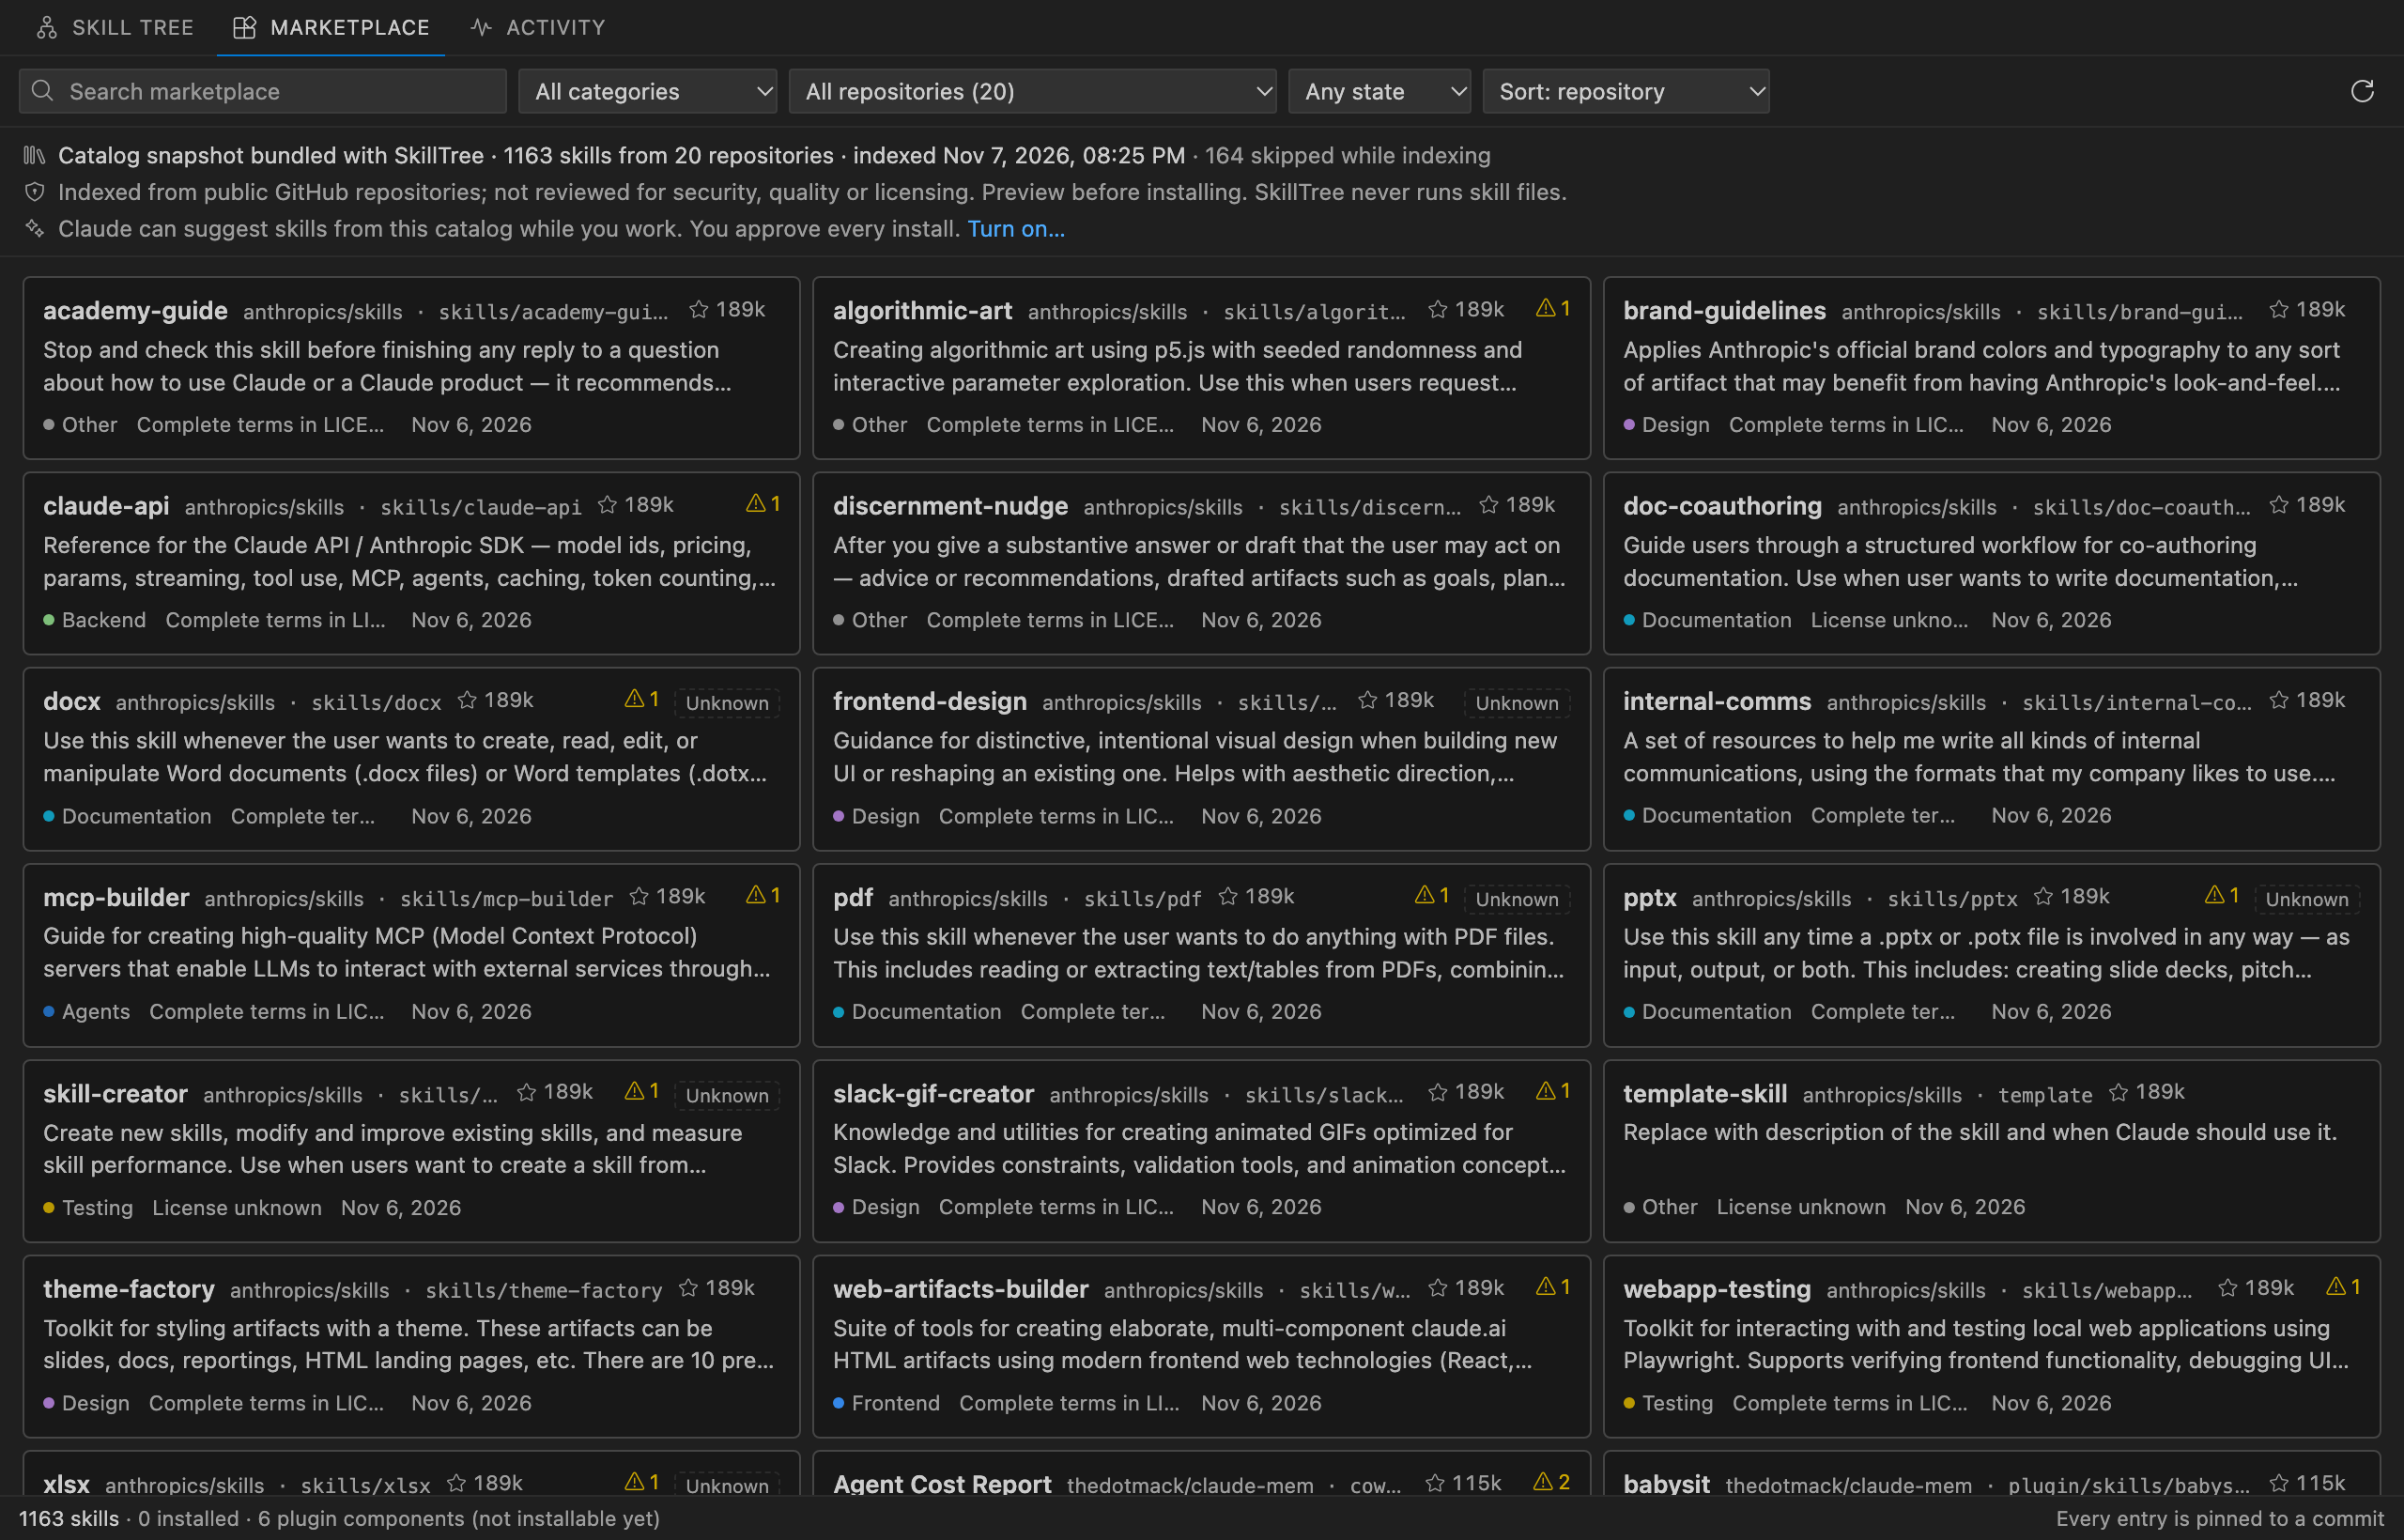 SKILL TREE
MARKETPLACE
ACTIVITY
Search marketplace
All categories
All repositories (20)
Any state
Sort: repository
Catalog snapshot bundled with SkillTree · 1163 skills from 20 repositories · indexed Nov 7, 2026, 08:25 PM · 164 skipped while indexing
Indexed from public GitHub repositories; not reviewed for security, quality or licensing. Preview before installing. SkillTree never runs skill files.
Claude can suggest skills from this catalog while you work. You approve every install. Turn on...
academy-guide anthropics/skills · skills/academy-gui... 189k
Stop and check this skill before finishing any reply to a question
about how to use Claude or a Claude product — it recommends...
Other Complete terms in LICE... Nov 6, 2026
algorithmic-art anthropics/skills · skills/algorit... 189k 1
Creating algorithmic art using p5.js with seeded randomness and
interactive parameter exploration. Use this when users request...
Other Complete terms in LICE... Nov 6, 2026
brand-guidelines anthropics/skills · skills/brand-gui... 189k
Applies Anthropic's official brand colors and typography to any sort
of artifact that may benefit from having Anthropic's look-and-feel....
Design Complete terms in LIC... Nov 6, 2026
claude-api anthropics/skills · skills/claude-api 189k 1
Reference for the Claude API / Anthropic SDK — model ids, pricing,
params, streaming, tool use, MCP, agents, caching, token counting,...
Backend Complete terms in LI... Nov 6, 2026
discernment-nudge anthropics/skills · skills/discern... 189k
After you give a substantive answer or draft that the user may act on
— advice or recommendations, drafted artifacts such as goals, plan...
Other Complete terms in LICE... Nov 6, 2026
doc-coauthoring anthropics/skills · skills/doc-coauth... 189k
Guide users through a structured workflow for co-authoring
documentation. Use when user wants to write documentation,...
Documentation License unkno... Nov 6, 2026
docx anthropics/skills · skills/docx 189k 1 Unknown
Use this skill whenever the user wants to create, read, edit, or
manipulate Word documents (.docx files) or Word templates (.dotx...
Documentation Complete ter... Nov 6, 2026
frontend-design anthropics/skills · skills/... 189k Unknown
Guidance for distinctive, intentional visual design when building new
UI or reshaping an existing one. Helps with aesthetic direction,...
Design Complete terms in LIC... Nov 6, 2026
internal-comms anthropics/skills · skills/internal-co... 189k
A set of resources to help me write all kinds of internal
communications, using the formats that my company likes to use....
Documentation Complete ter... Nov 6, 2026
mcp-builder anthropics/skills · skills/mcp-builder 189k 1
Guide for creating high-quality MCP (Model Context Protocol)
servers that enable LLMs to interact with external services through...
Agents Complete terms in LIC... Nov 6, 2026
pdf anthropics/skills · skills/pdf 189k 1 Unknown
Use this skill whenever the user wants to do anything with PDF files.
This includes reading or extracting text/tables from PDFs, combinin...
Documentation Complete ter... Nov 6, 2026
pptx anthropics/skills · skills/pptx 189k 1 Unknown
Use this skill any time a .pptx or .potx file is involved in any way — as
input, output, or both. This includes: creating slide decks, pitch...
Documentation Complete ter... Nov 6, 2026
skill-creator anthropics/skills · skills/... 189k 1 Unknown
Create new skills, modify and improve existing skills, and measure
skill performance. Use when users want to create a skill from...
Testing License unknown Nov 6, 2026
slack-gif-creator anthropics/skills · skills/slack... 189k 1
Knowledge and utilities for creating animated GIFs optimized for
Slack. Provides constraints, validation tools, and animation concept...
Design Complete terms in LIC... Nov 6, 2026
template-skill anthropics/skills · template 189k
Replace with description of the skill and when Claude should use it.
Other License unknown Nov 6, 2026
theme-factory anthropics/skills · skills/theme-factory 189k
Toolkit for styling artifacts with a theme. These artifacts can be
slides, docs, reportings, HTML landing pages, etc. There are 10 pre...
Design Complete terms in LIC... Nov 6, 2026
web-artifacts-builder anthropics/skills · skills/w... 189k 1
Suite of tools for creating elaborate, multi-component claude.ai
HTML artifacts using modern frontend web technologies (React,...
Frontend Complete terms in LI... Nov 6, 2026
webapp-testing anthropics/skills · skills/webapp... 189k 1
Toolkit for interacting with and testing local web applications using
Playwright. Supports verifying frontend functionality, debugging UI...
Testing Complete terms in LIC... Nov 6, 2026
xlsx anthropics/skills · skills/xlsx 189k 1 Unknown
Agent Cost Report thedotmack/claude-mem · cow... 115k 2
babysit thedotmack/claude-mem · plugin/skills/babys... 115k
1163 skills · 0 installed · 6 plugin components (not installable yet)
Every entry is pinned to a commit